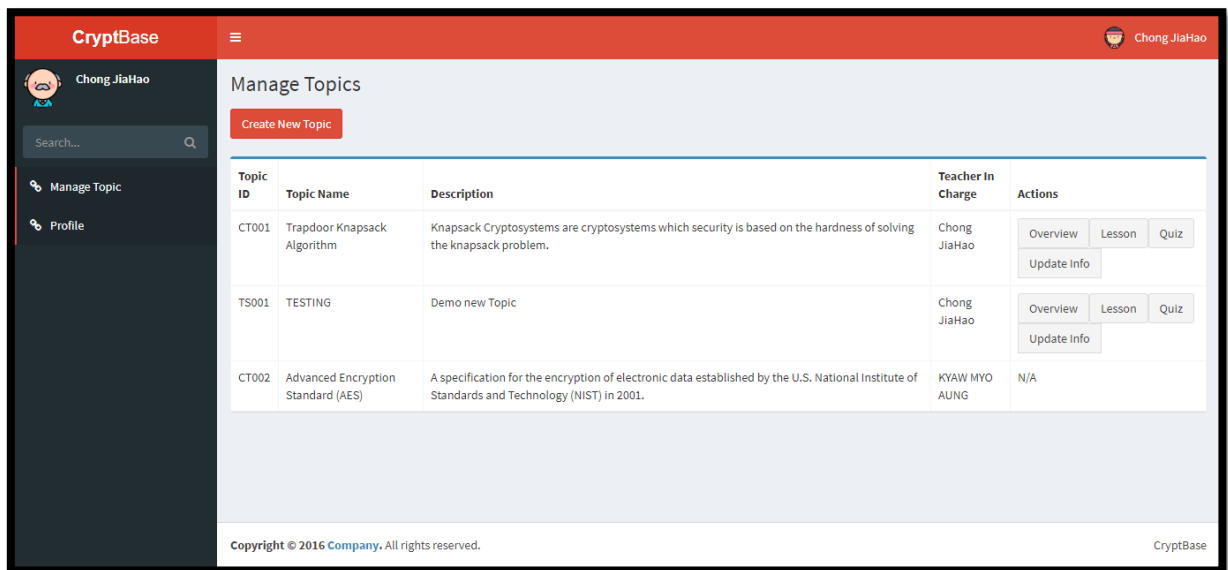 CryptBase
Chong JiaHao
Chong JiaHao
Search...
Manage Topic
Profile
Manage Topics
Create New Topic
Topic ID
Topic Name
Description
Teacher In Charge
Actions
CT001
Trapdoor Knapsack
Algorithm
Knapsack Cryptosystems are cryptosystems which security is based on the hardness of solving
the knapsack problem.
Chong
JiaHao
Overview Lesson Quiz
Update Info
TS001
TESTING
Demo new Topic
Chong
JiaHao
Overview Lesson Quiz
Update Info
CT002
Advanced Encryption
Standard (AES)
A specification for the encryption of electronic data established by the U.S. National Institute of
Standards and Technology (NIST) in 2001.
KYAW MYO
AUNG
N/A
Copyright © 2016 Company. All rights reserved.
CryptBase